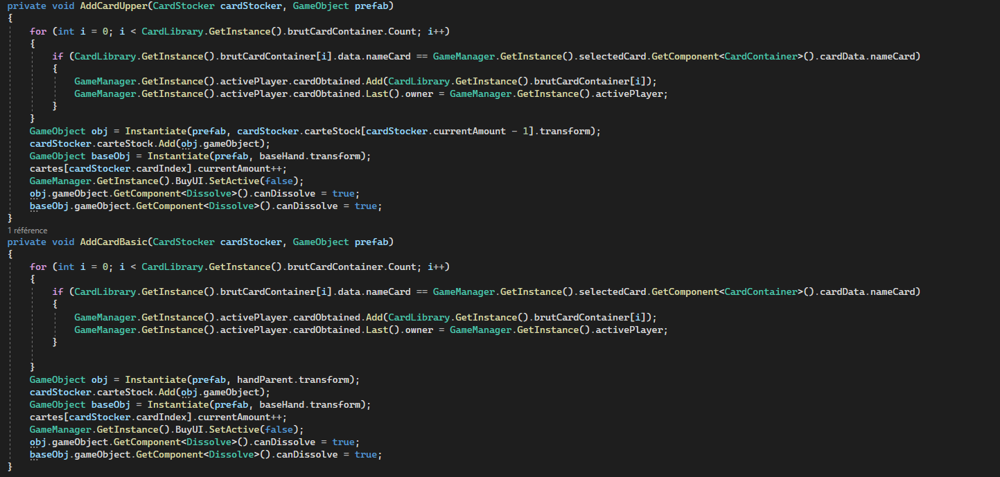 private void AddCardUpper(CardStocker cardStocker, GameObject prefab)
{
    for (int i = 0; i < CardLibrary.GetInstance().brutCardContainer.Count; i++)
    {
        if (CardLibrary.GetInstance().brutCardContainer[i].data.nameCard == GameManager.GetInstance().selectedCard.GetComponent<CardContainer>().cardData.nameCard)
        {
            GameManager.GetInstance().activePlayer.cardObtained.Add(CardLibrary.GetInstance().brutCardContainer[i]);
            GameManager.GetInstance().activePlayer.cardObtained.Last().owner = GameManager.GetInstance().activePlayer;
        }
    }
    GameObject obj = Instantiate(prefab, cardStocker.carteStock[cardStocker.currentAmount - 1].transform);
    cardStocker.carteStock.Add(obj.gameObject);
    GameObject baseObj = Instantiate(prefab, baseHand.transform);
    cartes[cardStocker.cardIndex].currentAmount++;
    GameManager.GetInstance().BuyUI.SetActive(false);
    obj.gameObject.GetComponent<Dissolve>().canDissolve = true;
    baseObj.gameObject.GetComponent<Dissolve>().canDissolve = true;
}
1 référence
private void AddCardBasic(CardStocker cardStocker, GameObject prefab)
{
    for (int i = 0; i < CardLibrary.GetInstance().brutCardContainer.Count; i++)
    {
        if (CardLibrary.GetInstance().brutCardContainer[i].data.nameCard == GameManager.GetInstance().selectedCard.GetComponent<CardContainer>().cardData.nameCard)
        {
            GameManager.GetInstance().activePlayer.cardObtained.Add(CardLibrary.GetInstance().brutCardContainer[i]);
            GameManager.GetInstance().activePlayer.cardObtained.Last().owner = GameManager.GetInstance().activePlayer;
        }

    }
    GameObject obj = Instantiate(prefab, handParent.transform);
    cardStocker.carteStock.Add(obj.gameObject);
    GameObject baseObj = Instantiate(prefab, baseHand.transform);
    cartes[cardStocker.cardIndex].currentAmount++;
    GameManager.GetInstance().BuyUI.SetActive(false);
    obj.gameObject.GetComponent<Dissolve>().canDissolve = true;
    baseObj.gameObject.GetComponent<Dissolve>().canDissolve = true;
}